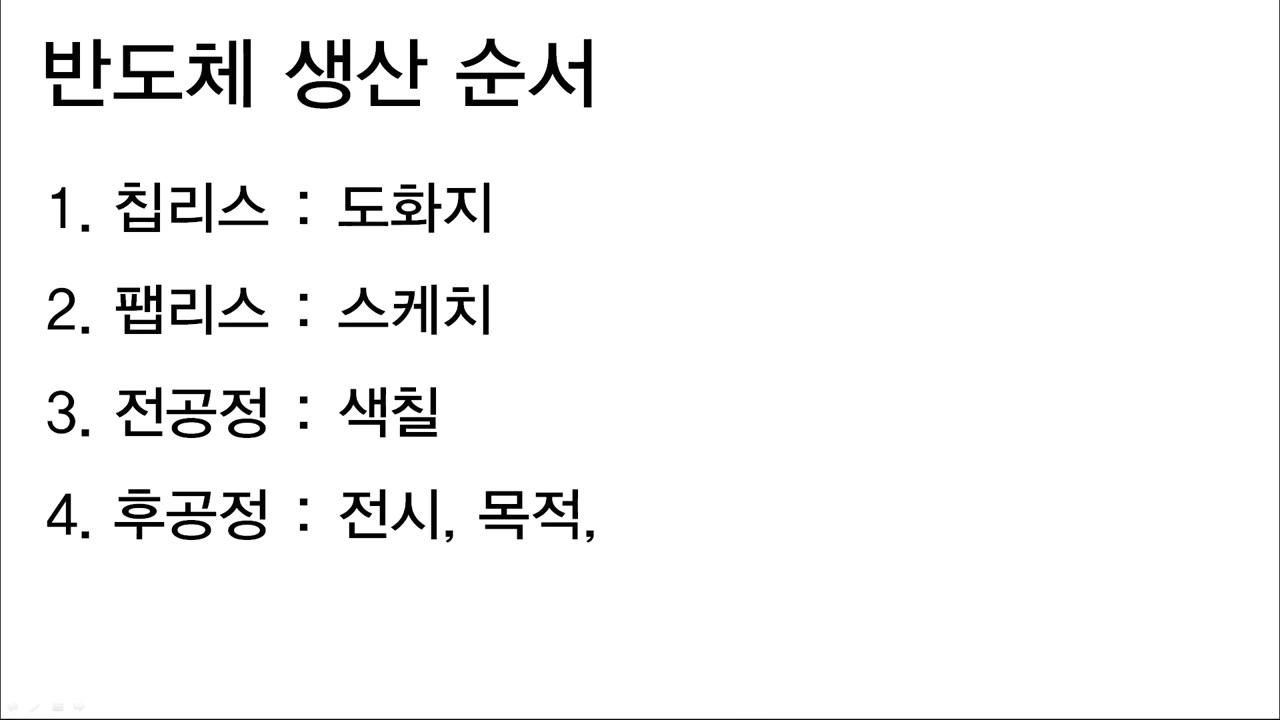 반도체 생산 순서
1. 칩리스 : 도화지
2. 팹리스 : 스케치
3. 전공정 : 색칠
4. 후공정 : 전시, 목적,